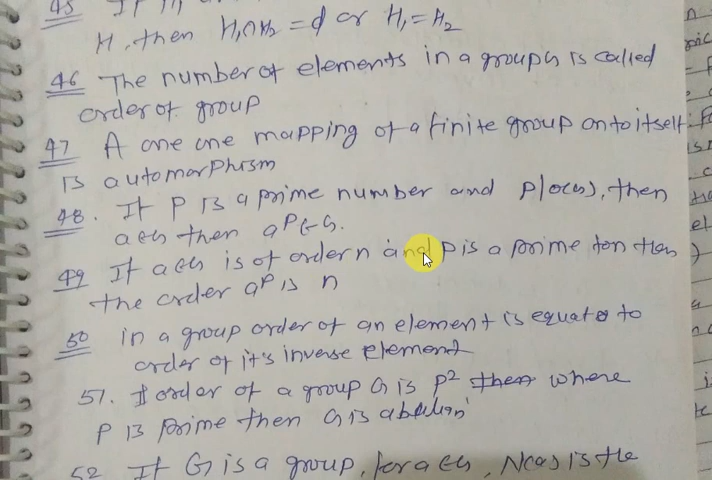 45 If
H, then H₁∩H₂ = ϕ or H₁ = H₂
46 The number of elements in a group G is called
order of group
47 A one one mapping of a finite group onto itself
is automorphism
48. If P is a prime number and P|o(G), then
a∈G then aᴾ∈G.
49 If a∈G is of order n and p is a prime to n then
the order aᴾ is n
50 in a group order of an element is equal to
order of it's inverse element
51. If order of a group G is P² then where
P is prime then G is abelian
52 If G is a group, for a∈G, N(a) is the